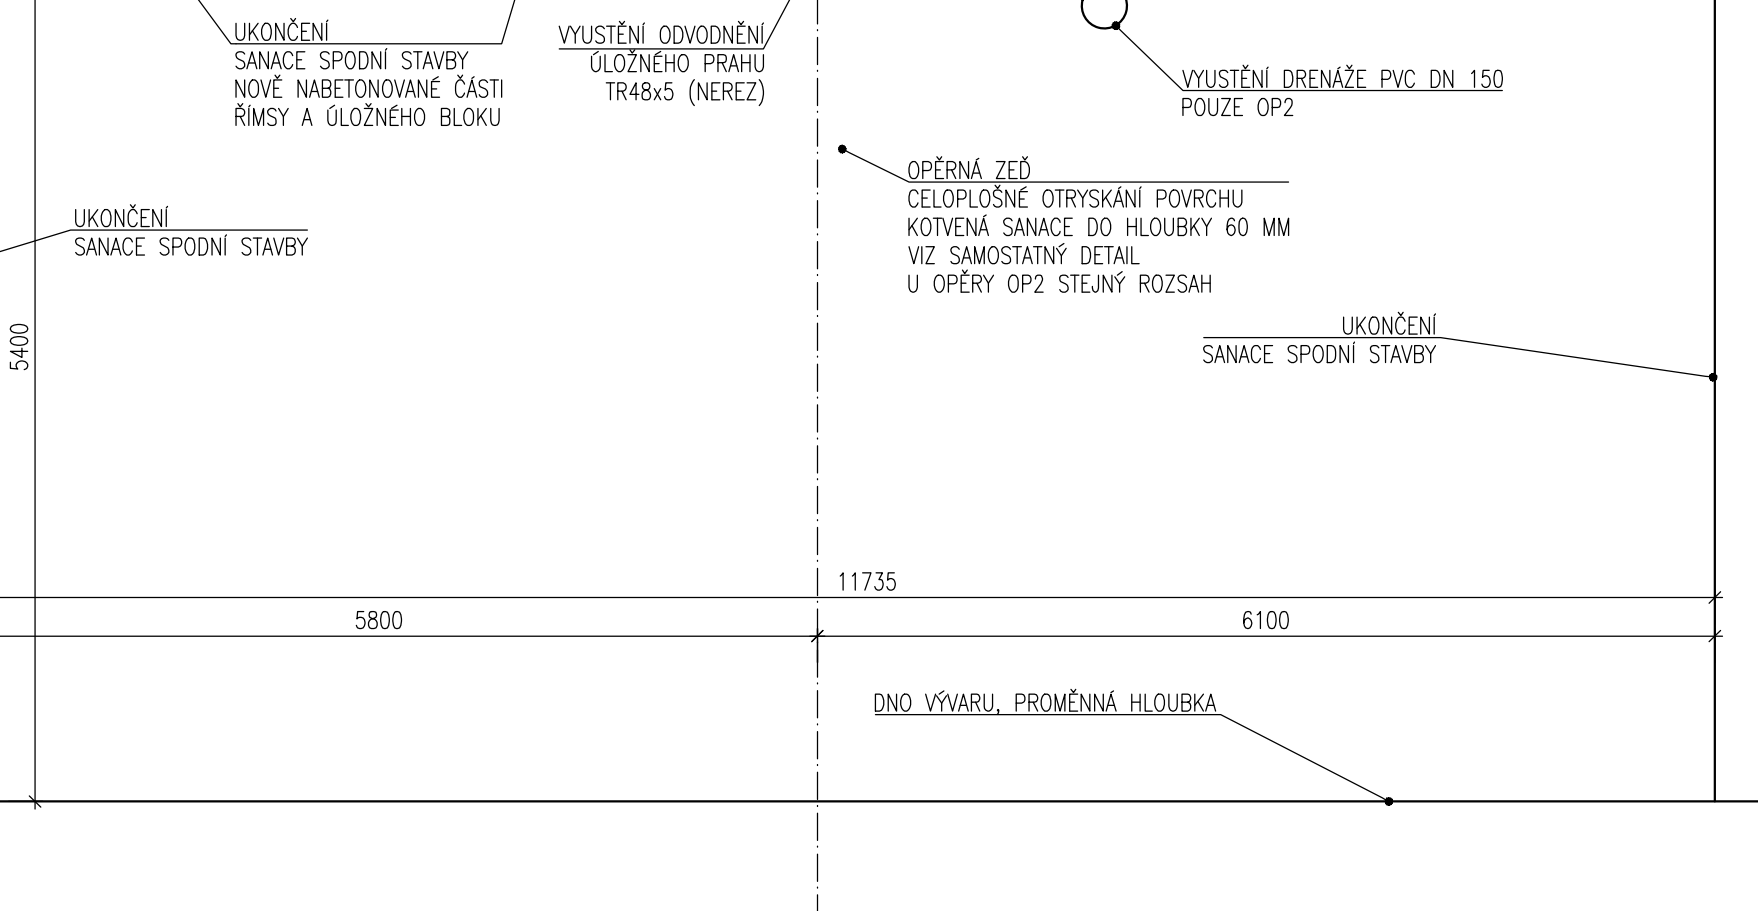 UKONČENÍ
SANACE SPODNÍ STAVBY
NOVĚ NABETONOVANÉ ČÁSTI
ŘÍMSY A ÚLOŽNÉHO BLOKU
VYUSTĚNÍ ODVODNĚNÍ
ÚLOŽNÉHO PRAHU
TR48x5 (NEREZ)
VYUSTĚNÍ DRENÁŽE PVC DN 150
POUZE OP2
OPĚRNÁ ZEĎ
CELOPLOŠNÉ OTRYSKÁNÍ POVRCHU
KOTVENÁ SANACE DO HLOUBKY 60 MM
VIZ SAMOSTATNÝ DETAIL
U OPĚRY OP2 STEJNÝ ROZSAH
UKONČENÍ
SANACE SPODNÍ STAVBY
5400
UKONČENÍ
SANACE SPODNÍ STAVBY
11735
5800
6100
DNO VÝVARU, PROMĚNNÁ HLOUBKA